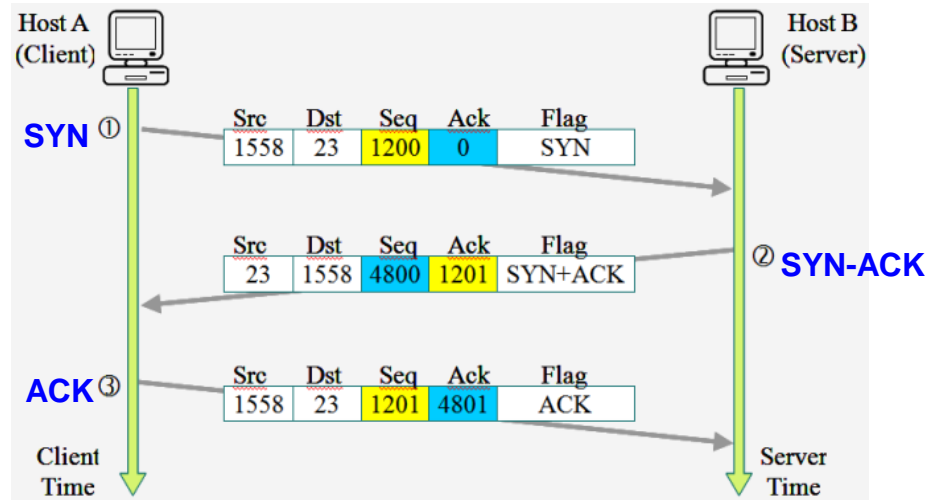 Host A
(Client)
Host B
(Server)
SYN ①
Src Dst Seq Ack Flag
1558 23 1200 0 SYN
Src Dst Seq Ack Flag
23 1558 4800 1201 SYN+ACK
② SYN-ACK
ACK ③
Src Dst Seq Ack Flag
1558 23 1201 4801 ACK
Client
Time
Server
Time